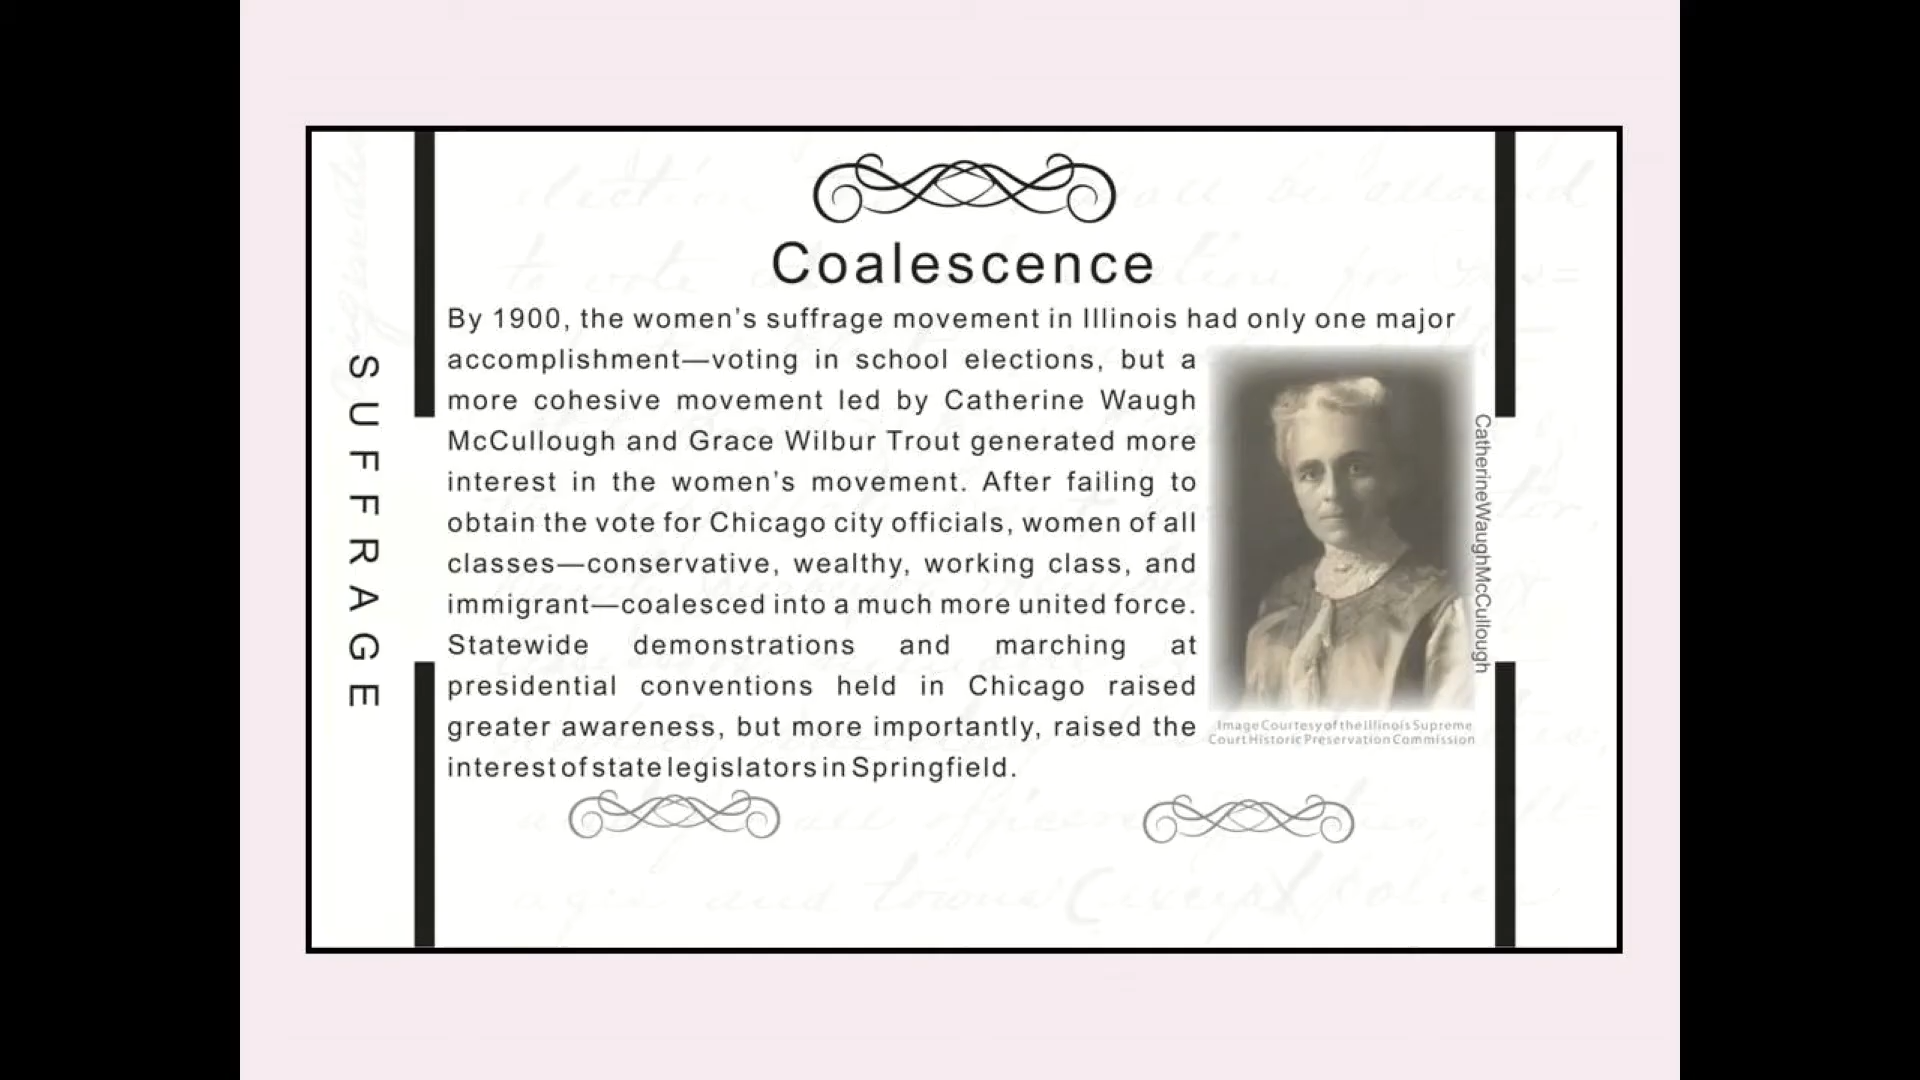 Coalescence
By 1900, the women's suffrage movement in Illinois had only one major
accomplishment—voting in school elections, but a
more cohesive movement led by Catherine Waugh
McCullough and Grace Wilbur Trout generated more
interest in the women's movement. After failing to
obtain the vote for Chicago city officials, women of all
classes—conservative, wealthy, working class, and
immigrant—coalesced into a much more united force.
Statewide demonstrations and marching at
presidential conventions held in Chicago raised
greater awareness, but more importantly, raised the
interest of state legislators in Springfield.
SUFFRAGE
Catherine Waugh McCullough
Image Courtesy of the Illinois Supreme
Court Historic Preservation Commission